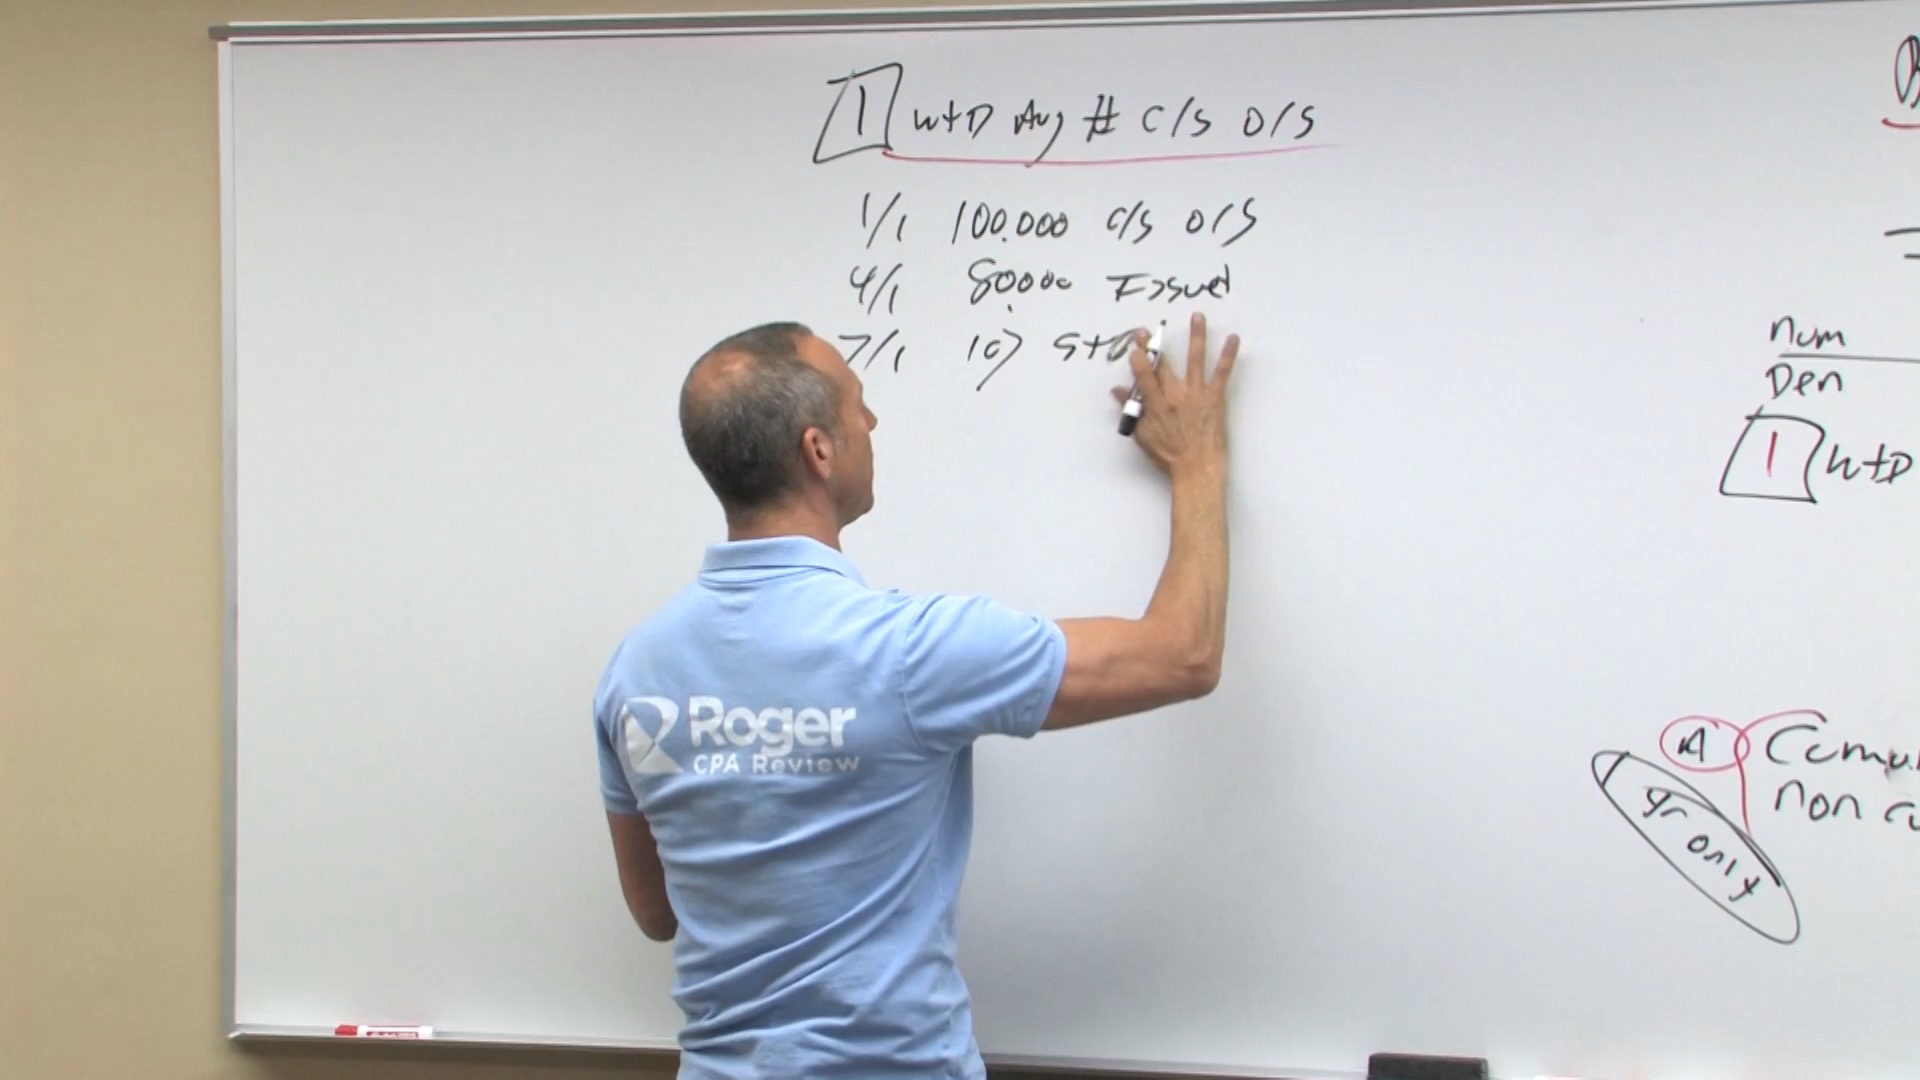 1 WtD Avg # C/S O/S
1/1 100.000 C/S O/S
4/1 80000 Issued
7/1 10% St
Roger
CPA Review
Num
Den
1 WtD
A
non
yr only